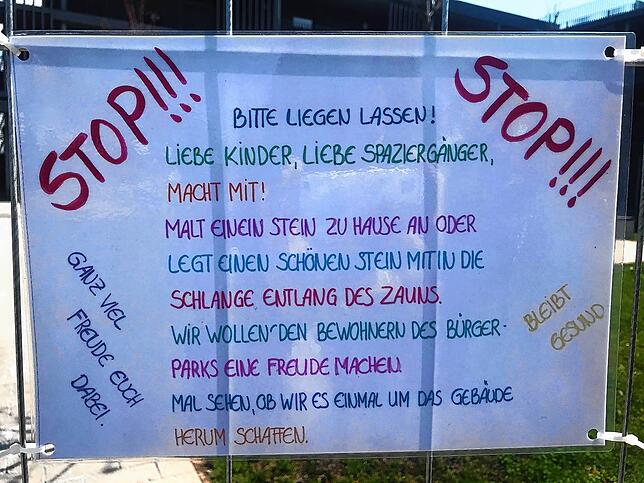 STOP!!!
STOP!!!
BITTE LIEGEN LASSEN!
LIEBE KINDER, LIEBE SPAZIERGÄNGER,
MACHT MIT!
MALT EINEIN STEIN ZU HAUSE AN ODER
LEGT EINEN SCHÖNEN STEIN MIT IN DIE
SCHLANGE ENTLANG DES ZAUNS.
WIR WOLLEN DEN BEWOHNERN DES BÜRGER-
PARKS EINE FREUDE MACHEN.
MAL SEHEN, OB WIR ES EINMAL UM DAS GEBÄUDE
HERUM SCHAFFEN.
GANZ VIEL
FREUDE EUCH
DABEI.
BLEIBT
GESUND